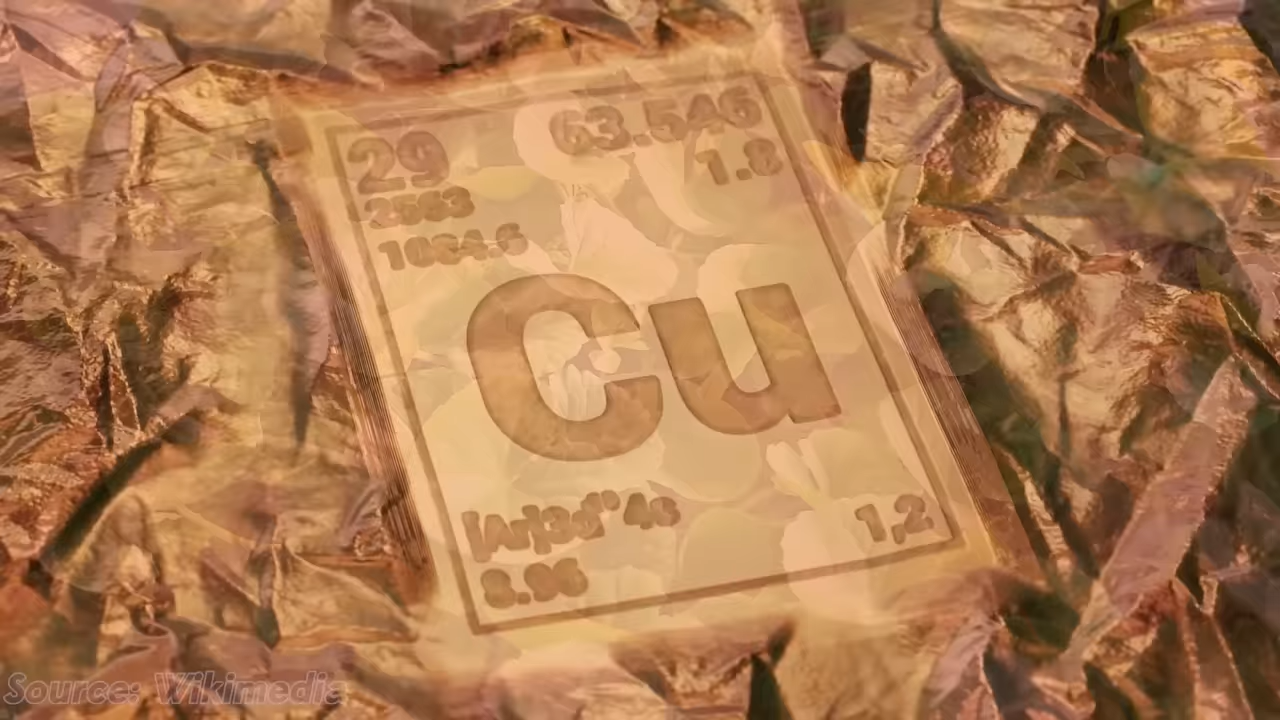 29 63.546
2563 1.8
1084.6
Cu
[Ar]3d¹⁰4s 1,2
8.96
Source: Wikimedia